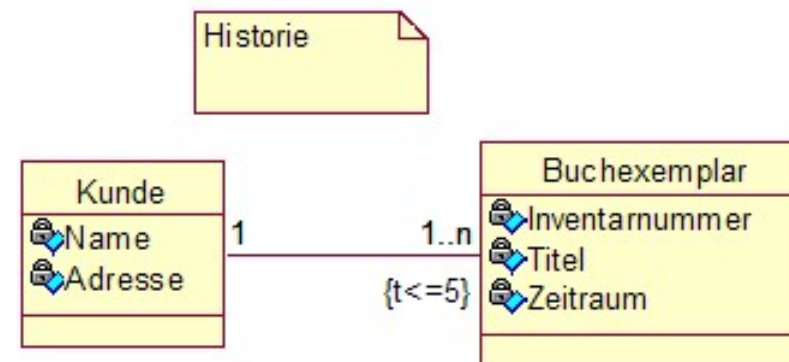 Historie
Kunde
Name
Adresse
1
1..n
{t<=5}
Buchexemplar
Inventarnummer
Titel
Zeitraum